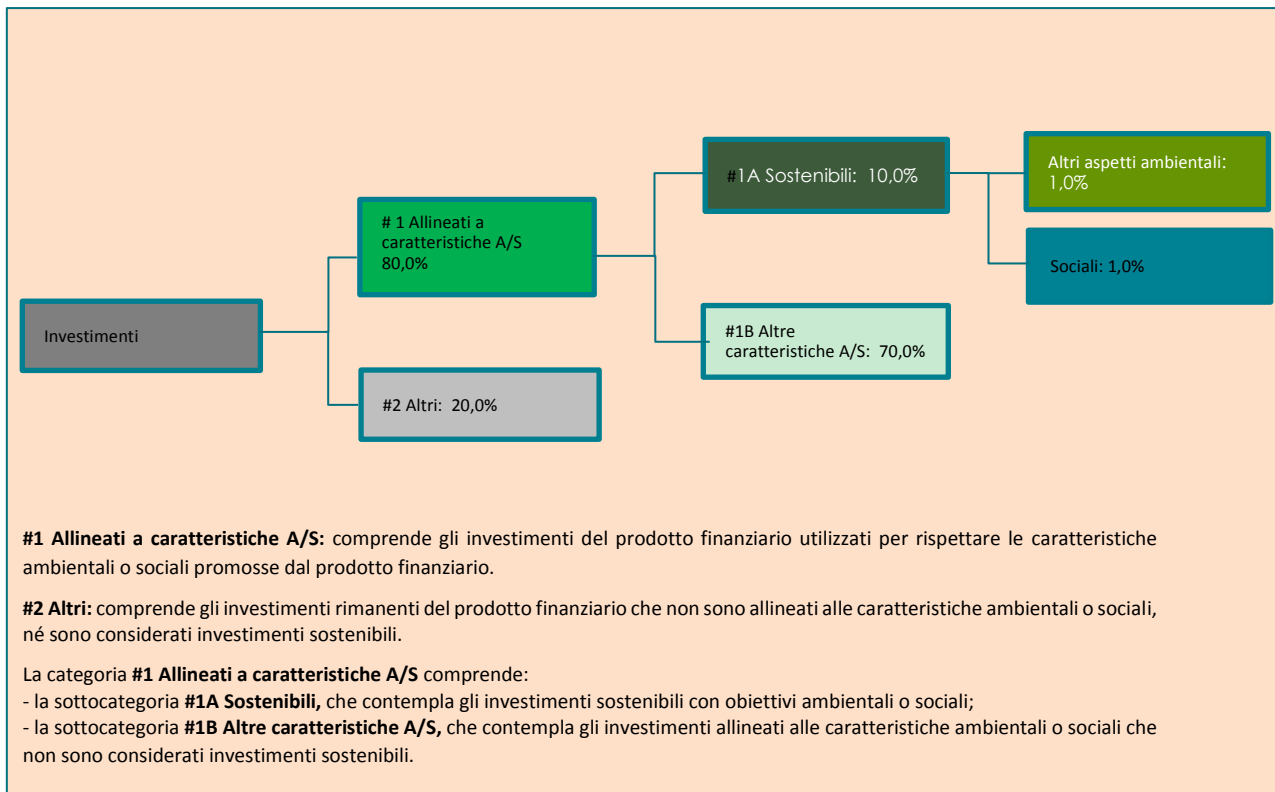 #1A Sostenibili:  10,0%
Altri aspetti ambientali:
1,0%
# 1 Allineati a
caratteristiche A/S
80,0%
Sociali: 1,0%
Investimenti
#1B Altre
caratteristiche A/S:  70,0%
#2 Altri:  20,0%
#1 Allineati a caratteristiche A/S: comprende gli investimenti del prodotto finanziario utilizzati per rispettare le caratteristiche
ambientali o sociali promosse dal prodotto finanziario.
#2 Altri: comprende gli investimenti rimanenti del prodotto finanziario che non sono allineati alle caratteristiche ambientali o sociali,
né sono considerati investimenti sostenibili.
La categoria #1 Allineati a caratteristiche A/S comprende:
- la sottocategoria #1A Sostenibili, che contempla gli investimenti sostenibili con obiettivi ambientali o sociali;
- la sottocategoria #1B Altre caratteristiche A/S, che contempla gli investimenti allineati alle caratteristiche ambientali o sociali che
non sono considerati investimenti sostenibili.